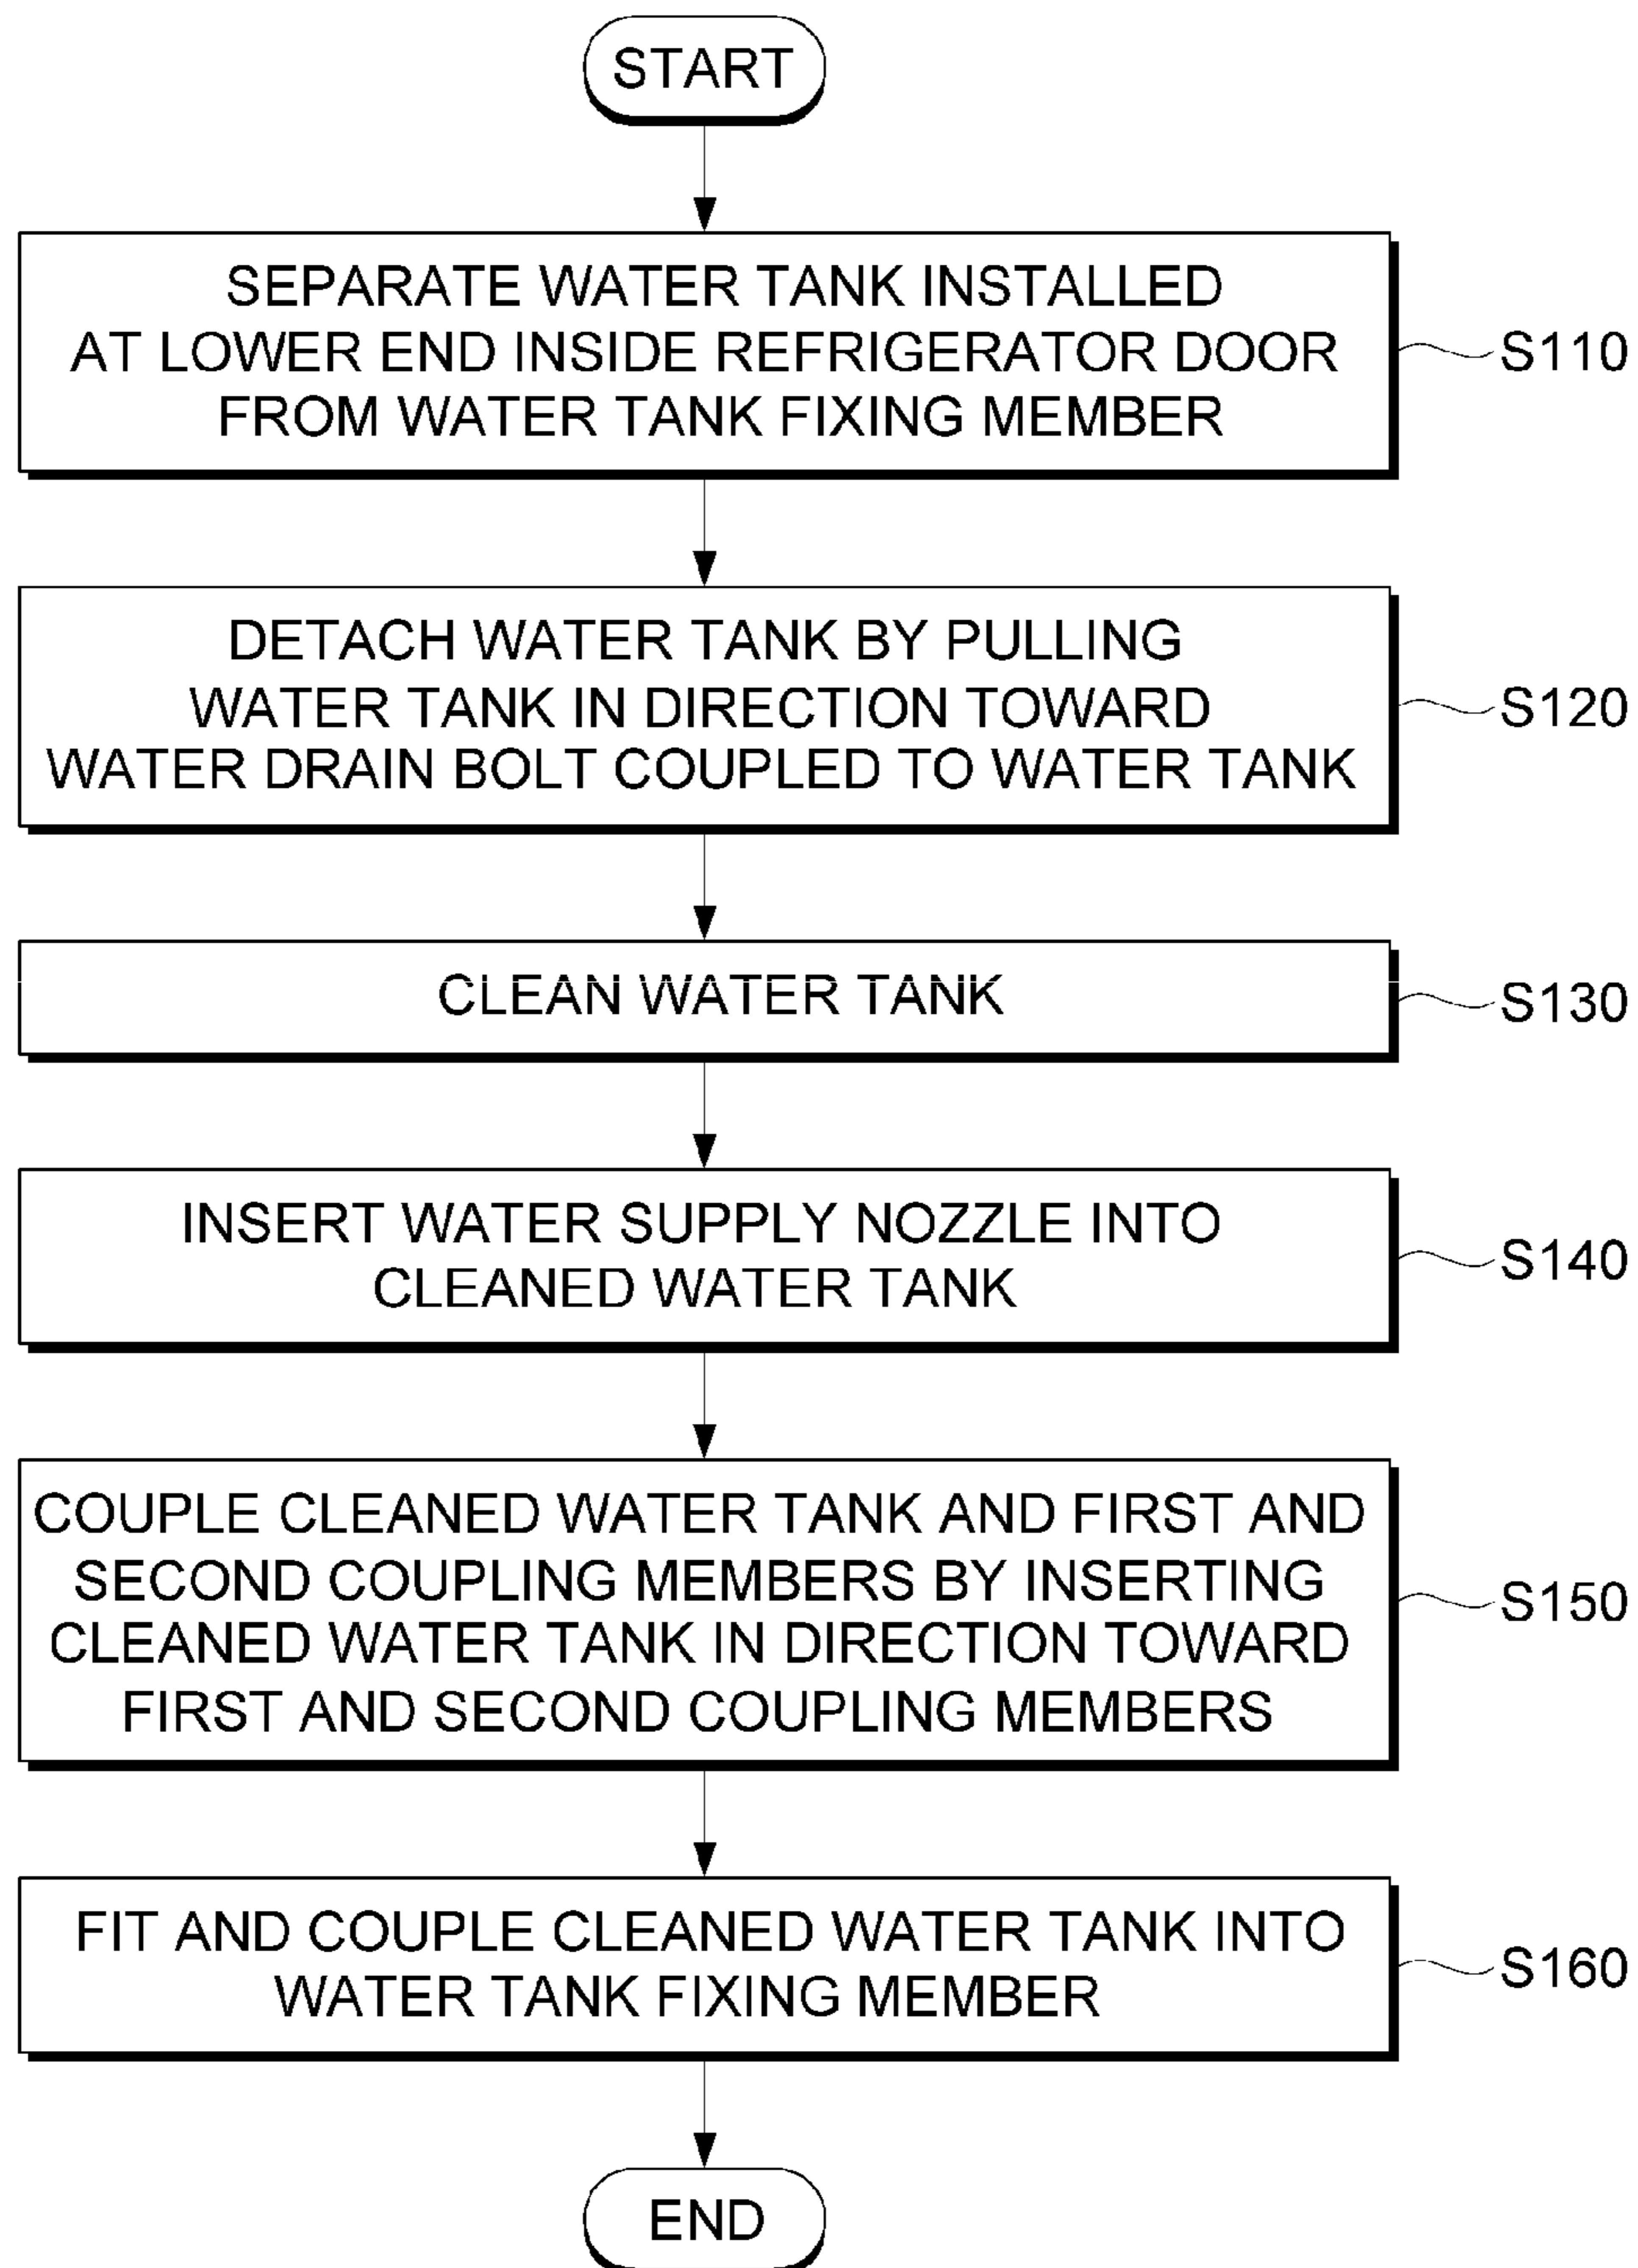 START
SEPARATE WATER TANK INSTALLED
AT LOWER END INSIDE REFRIGERATOR DOOR
FROM WATER TANK FIXING MEMBER
S110
DETACH WATER TANK BY PULLING
WATER TANK IN DIRECTION TOWARD
WATER DRAIN BOLT COUPLED TO WATER TANK
S120
CLEAN WATER TANK
S130
INSERT WATER SUPPLY NOZZLE INTO
CLEANED WATER TANK
S140
COUPLE CLEANED WATER TANK AND FIRST AND
SECOND COUPLING MEMBERS BY INSERTING
CLEANED WATER TANK IN DIRECTION TOWARD
FIRST AND SECOND COUPLING MEMBERS
S150
FIT AND COUPLE CLEANED WATER TANK INTO
WATER TANK FIXING MEMBER
S160
END